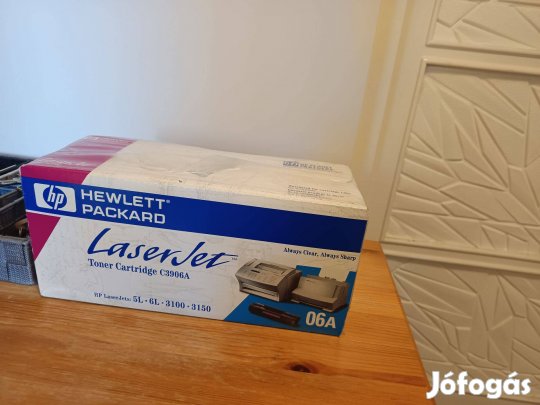 hp
HEWLETT®
PACKARD
LaserJet
Toner Cartridge C3906A
Always Clear, Always Sharp
HP LaserJets: 5L • 6L • 3100 • 3150
06A
Jófogás